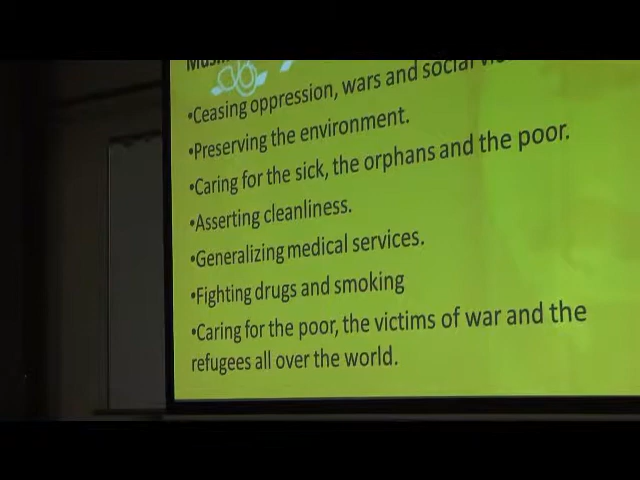 •Ceasing oppression, wars and social
•Preserving the environment.
•Caring for the sick, the orphans and the poor.
•Asserting cleanliness.
•Generalizing medical services.
•Fighting drugs and smoking
•Caring for the poor, the victims of war and the
refugees all over the world.